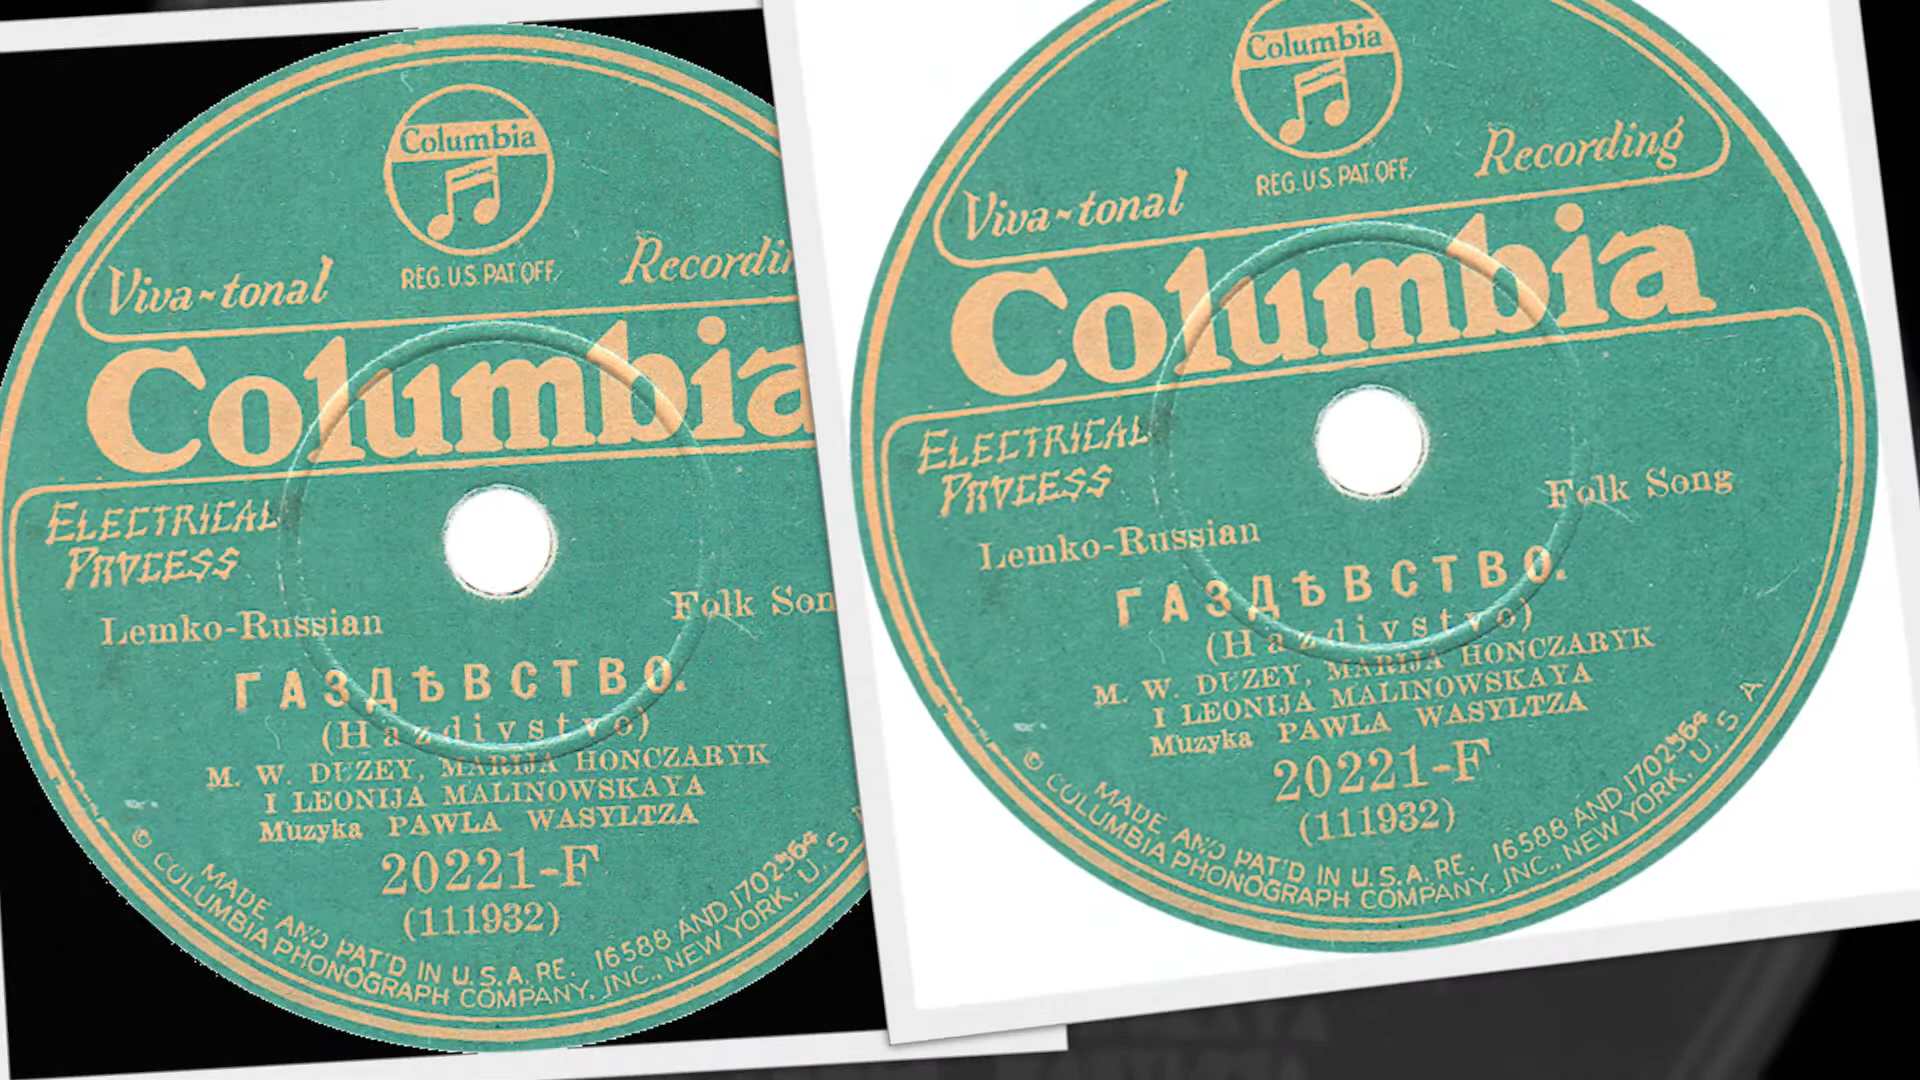 Columbia
REG. U.S. PAT. OFF.
Viva~tonal
Columbia
ELECTRICAL
PROCESS
Lemko-Russian
ГАЗДѢВСТВО.
(Hazdivstvo)
M. W. DUZEY, MARIJA HONCZARYK
I LEONIJA MALINOWSKAYA
Muzyka PAWLA WASYLTZA
20221-F
(111932)
MADE AND PAT'D IN U.S.A. RE. 16588 AND 1702564
© COLUMBIA PHONOGRAPH COMPANY, INC., NEW YORK, U. S.
Columbia
REG. U.S. PAT. OFF.
Viva~tonal Recording
Columbia
ELECTRICAL
PROCESS
Folk Song
Lemko-Russian
ГАЗДѢВСТВО.
(Hazdivstvo)
M. W. DUZEY, MARIJA HONCZARYK
I LEONIJA MALINOWSKAYA
Muzyka PAWLA WASYLTZA
20221-F
(111932)
MADE AND PAT'D IN U.S.A. RE. 16588 AND 1702564
© COLUMBIA PHONOGRAPH COMPANY, INC., NEW YORK, U. S. A.